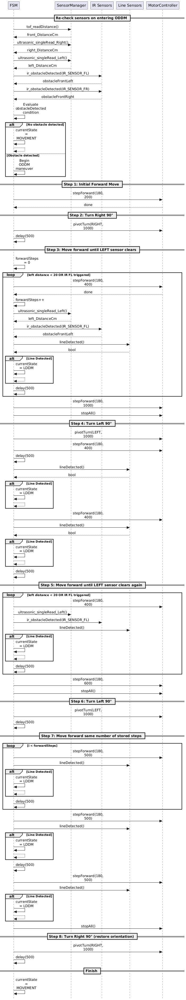 FSM
SensorManager
IR Sensors
Line Sensors
MotorController
Re-check sensors on entering ODDM
tof_readDistance()
front_DistanceCm
ultrasonic_singleRead_Right()
right_DistanceCm
ultrasonic_singleRead_Left()
left_DistanceCm
ir_obstacleDetected(IR_SENSOR_FL)
obstacleFrontLeft
ir_obstacleDetected(IR_SENSOR_FR)
obstacleFrontRight
Evaluate
obstacleDetected
condition
alt [No obstacle detected]
currentState
=
MOVEMENT
[Obstacle detected]
Begin
ODDM
maneuver
Step 1: Initial Forward Move
stepForward(180,
200)
done
Step 2: Turn Right 90°
pivotTurn(RIGHT,
1000)
delay(500)
Step 3: Move forward until LEFT sensor clears
forwardSteps
= 0
loop [left distance < 20 OR IR FL triggered]
stepForward(180,
400)
done
forwardSteps++
ultrasonic_singleRead_Left()
left_DistanceCm
ir_obstacleDetected(IR_SENSOR_FL)
obstacleFrontLeft
lineDetected()
bool
alt [Line Detected]
currentState
= LDDM
delay(500)
stepForward(180,
1000)
stopAll()
Step 4: Turn Left 90°
pivotTurn(LEFT,
1000)
stepForward(180,
400)
delay(500)
lineDetected()
bool
alt [Line Detected]
currentState
= LDDM
stepForward(180,
400)
lineDetected()
bool
alt [Line Detected]
currentState
= LDDM
delay(500)
Step 5: Move forward until LEFT sensor clears again
loop [left distance < 20 OR IR FL triggered]
stepForward(180,
400)
ultrasonic_singleRead_Left()
ir_obstacleDetected(IR_SENSOR_FL)
lineDetected()
alt [Line Detected]
currentState
= LDDM
delay(500)
stepForward(180,
600)
stopAll()
Step 6: Turn Left 90°
pivotTurn(LEFT,
1000)
delay(500)
Step 7: Move forward same number of stored steps
loop [i < forwardSteps]
stepForward(180,
500)
lineDetected()
alt [Line Detected]
currentState
= LDDM
delay(500)
stepForward(180,
500)
lineDetected()
alt [Line Detected]
currentState
= LDDM
delay(500)
stepForward(180,
500)
lineDetected()
alt [Line Detected]
currentState
= LDDM
stopAll()
Step 8: Turn Right 90° (restore orientation)
pivotTurn(RIGHT,
1000)
delay(500)
Finish
currentState
=
MOVEMENT